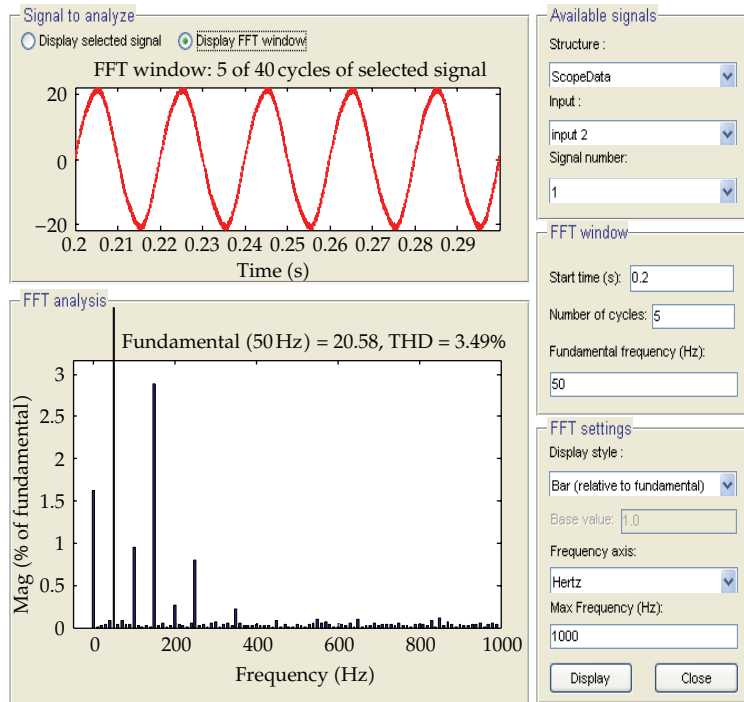 Signal to analyze
Display selected signal Display FFT window
FFT window: 5 of 40 cycles of selected signal
20
0
−20
0.2 0.21 0.22 0.23 0.24 0.25 0.26 0.27 0.28 0.29
Time (s)
FFT analysis
Fundamental (50 Hz) = 20.58, THD = 3.49%
3
2.5
2
1.5
1
0.5
0
Mag (% of fundamental)
0 200 400 600 800 1000
Frequency (Hz)
Available signals
Structure :
ScopeData
Input :
input 2
Signal number:
1
FFT window
Start time (s): 0.2
Number of cycles: 5
Fundamental frequency (Hz):
50
FFT settings
Display style :
Bar (relative to fundamental)
Base value: 1.0
Frequency axis:
Hertz
Max Frequency (Hz):
1000
Display Close